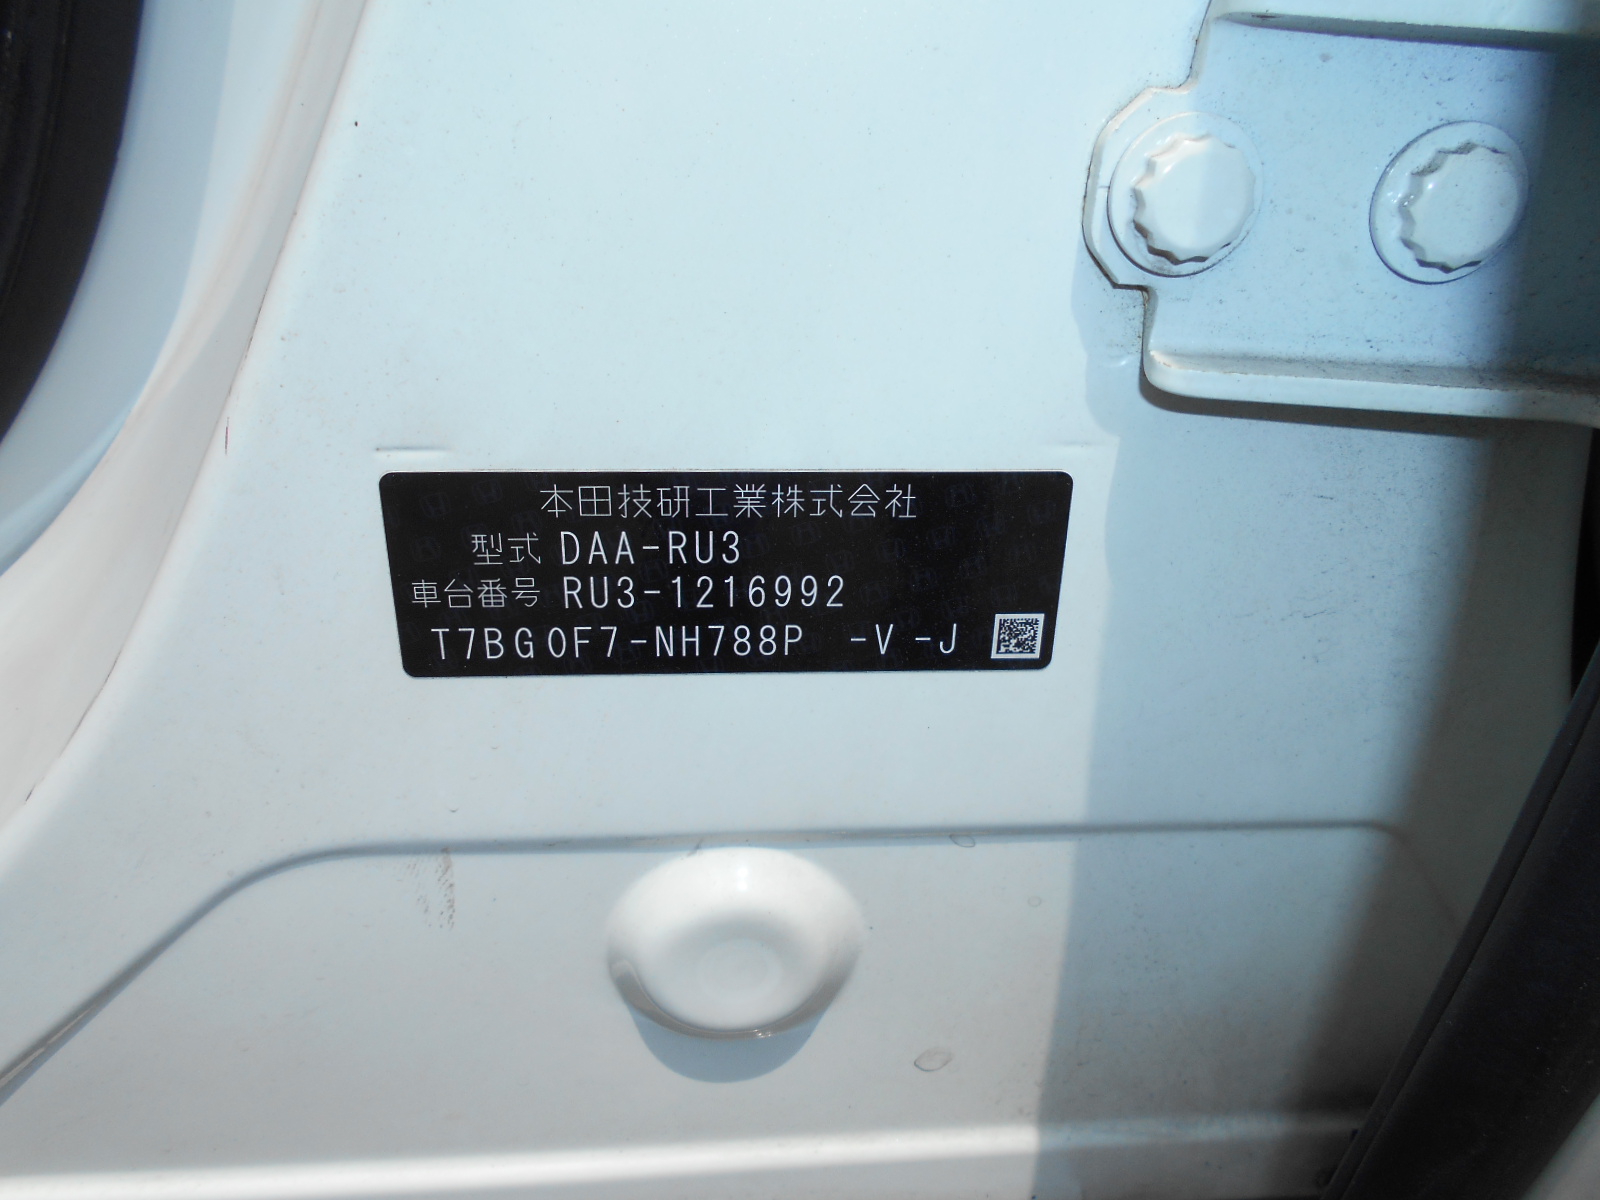 本田技研工業株式会社
型式 DAA-RU3
車台番号 RU3-1216992
T7BG0F7-NH788P -V -J